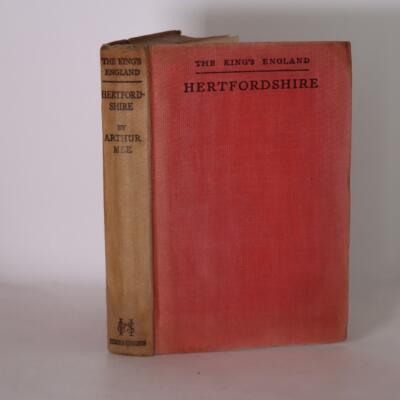 THE KING'S
ENGLAND
HERTFORD-
SHIRE
BY
ARTHUR
MEE
THE KING'S ENGLAND
HERTFORDSHIRE